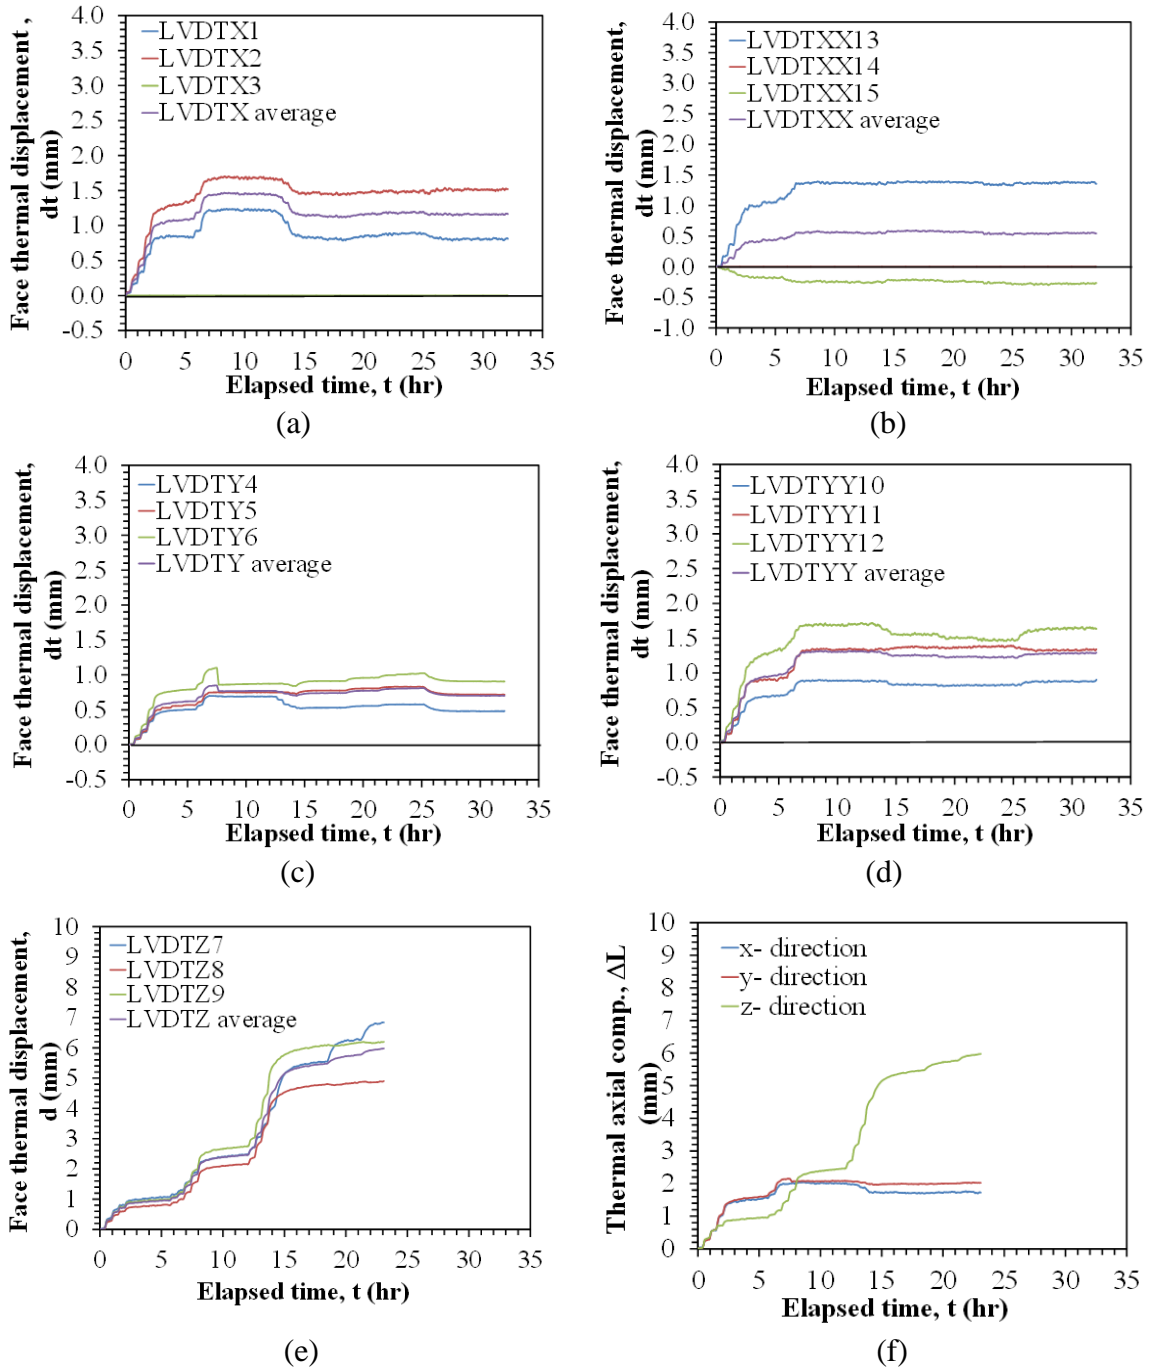 Face thermal displacement ,
dt (mm)
4.0
3.5
3.0
2.5
2.0
1.5
1.0
0.5
0.0
-0.5
LVDTX1
LVDTX2
LVDTX3
LVDTX average
0 5 10 15 20 25 30 35
Elapsed time, t (hr)
(a)
Face thermal displacement,
dt (mm)
4.0
3.5
3.0
2.5
2.0
1.5
1.0
0.5
0.0
-0.5
-1.0
LVDTXX13
LVDTXX14
LVDTXX15
LVDTXX average
0 5 10 15 20 25 30 35
Elapsed time, t (hr)
(b)
Face thermal displacement,
dt (mm)
4.0
3.5
3.0
2.5
2.0
1.5
1.0
0.5
0.0
-0.5
LVDTY4
LVDTY5
LVDTY6
LVDTY average
0 5 10 15 20 25 30 35
Elapsed time, t (hr)
(c)
Face thermal displacement,
dt (mm)
4.0
3.5
3.0
2.5
2.0
1.5
1.0
0.5
0.0
-0.5
LVDTYY10
LVDTYY11
LVDTYY12
LVDTYY average
0 5 10 15 20 25 30 35
Elapsed time, t (hr)
(d)
Face thermal displacement,
d (mm)
10
9
8
7
6
5
4
3
2
1
0
LVDTZ7
LVDTZ8
LVDTZ9
LVDTZ average
0 5 10 15 20 25 30 35
Elapsed time, t (hr)
(e)
Thermal axial comp., ΔL
(mm)
10
9
8
7
6
5
4
3
2
1
0
x- direction
y- direction
z- direction
0 5 10 15 20 25 30 35
Elapsed time, t (hr)
(f)